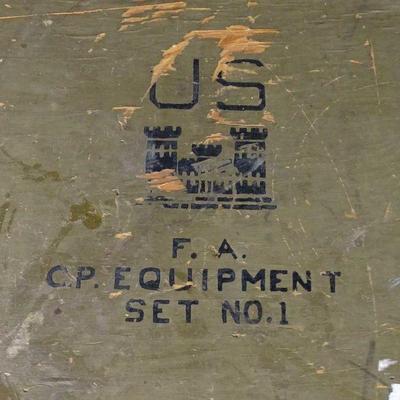 US
F. A.
C.P. EQUIPMENT
SET NO.1